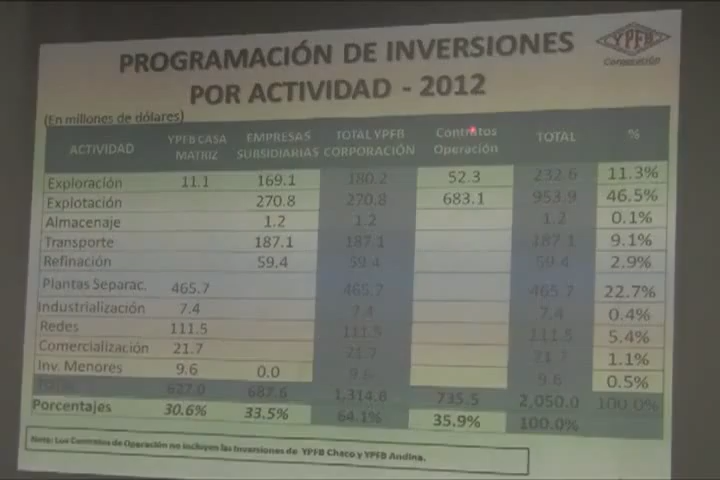 PROGRAMACIÓN DE INVERSIONES
POR ACTIVIDAD - 2012
YPFB
Corporación
(En millones de dólares)
ACTIVIDAD YPFB CASA MATRIZ EMPRESAS SUBSIDIARIAS TOTAL YPFB CORPORACIÓN Contratos Operación TOTAL %
Exploración 11.1 169.1 180.2 52.3 232.6 11.3%
Explotación 270.8 270.8 683.1 953.9 46.5%
Almacenaje 1.2 1.2 1.2 0.1%
Transporte 187.1 187.1 187.1 9.1%
Refinación 59.4 59.4 59.4 2.9%
Plantas Separac. 465.7 465.7 465.7 22.7%
Industrialización 7.4 7.4 7.4 0.4%
Redes 111.5 111.5 111.5 5.4%
Comercialización 21.7 21.7 21.7 1.1%
Inv. Menores 9.6 0.0 9.6 9.6 0.5%
Total 627.0 687.6 1,314.6 735.5 2,050.0 100.0%
Porcentajes 30.6% 33.5% 64.1% 35.9% 100.0%
Nota: Los Contratos de Operación no incluyen las Inversiones de YPFB Chaco y YPFB Andina.